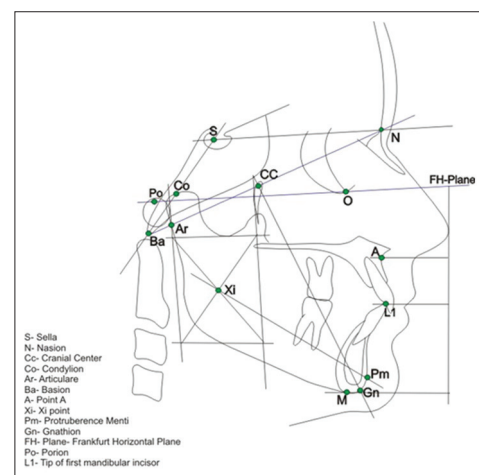 S
N
CC
Co
Po
FH-Plane
O
Ar
Ba
A
Xi
L1
Pm
M
Gn
S- Sella
N- Nasion
Cc- Cranial Center
Co- Condylion
Ar- Articulare
Ba- Basion
A- Point A
Xi- Xi point
Pm- Protruberence Menti
Gn- Gnathion
FH- Plane- Frankfurt Horizontal Plane
Po- Porion
L1- Tip of first mandibular incisor